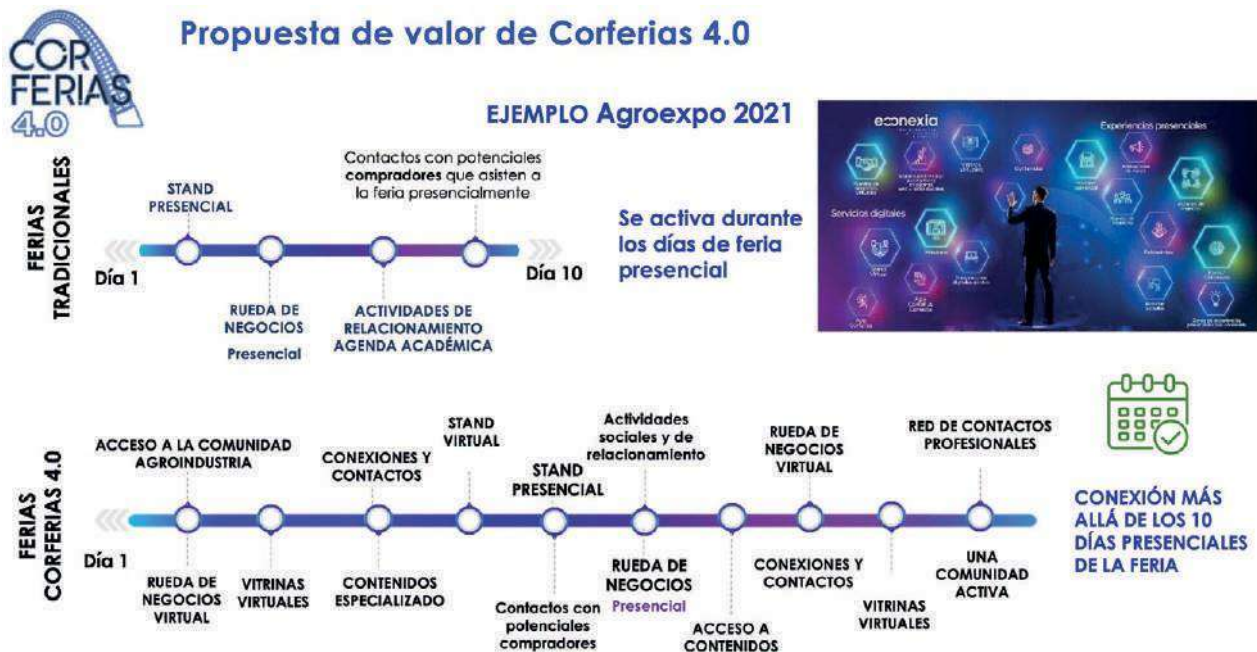 COR
FERIAS
4.0
Propuesta de valor de Corferias 4.0
EJEMPLO Agroexpo 2021
FERIAS
TRADICIONALES
STAND
PRESENCIAL
Contactos con potenciales
compradores que asisten a
la feria presencialmente
Día 1
Día 10
RUEDA DE
NEGOCIOS
Presencial
ACTIVIDADES DE
RELACIONAMIENTO
AGENDA ACADÉMICA
Se activa durante
los días de feria
presencial
econexia
Experiencias presenciales
Servicios digitales
FERIAS
CORFERIAS 4.0
ACCESO A LA COMUNIDAD
AGROINDUSTRIA
CONEXIONES Y
CONTACTOS
STAND
VIRTUAL
STAND
PRESENCIAL
Actividades
sociales y de
relacionamiento
RUEDA DE
NEGOCIOS
VIRTUAL
RED DE CONTACTOS
PROFESIONALES
Día 1
RUEDA DE
NEGOCIOS
VIRTUAL
VITRINAS
VIRTUALES
CONTENIDOS
ESPECIALIZADO
Contactos con
potenciales
compradores
RUEDA DE
NEGOCIOS
Presencial
ACCESO A
CONTENIDOS
CONEXIONES Y
CONTACTOS
VITRINAS
VIRTUALES
UNA
COMUNIDAD
ACTIVA
CONEXIÓN MÁS
ALLÁ DE LOS 10
DÍAS PRESENCIALES
DE LA FERIA